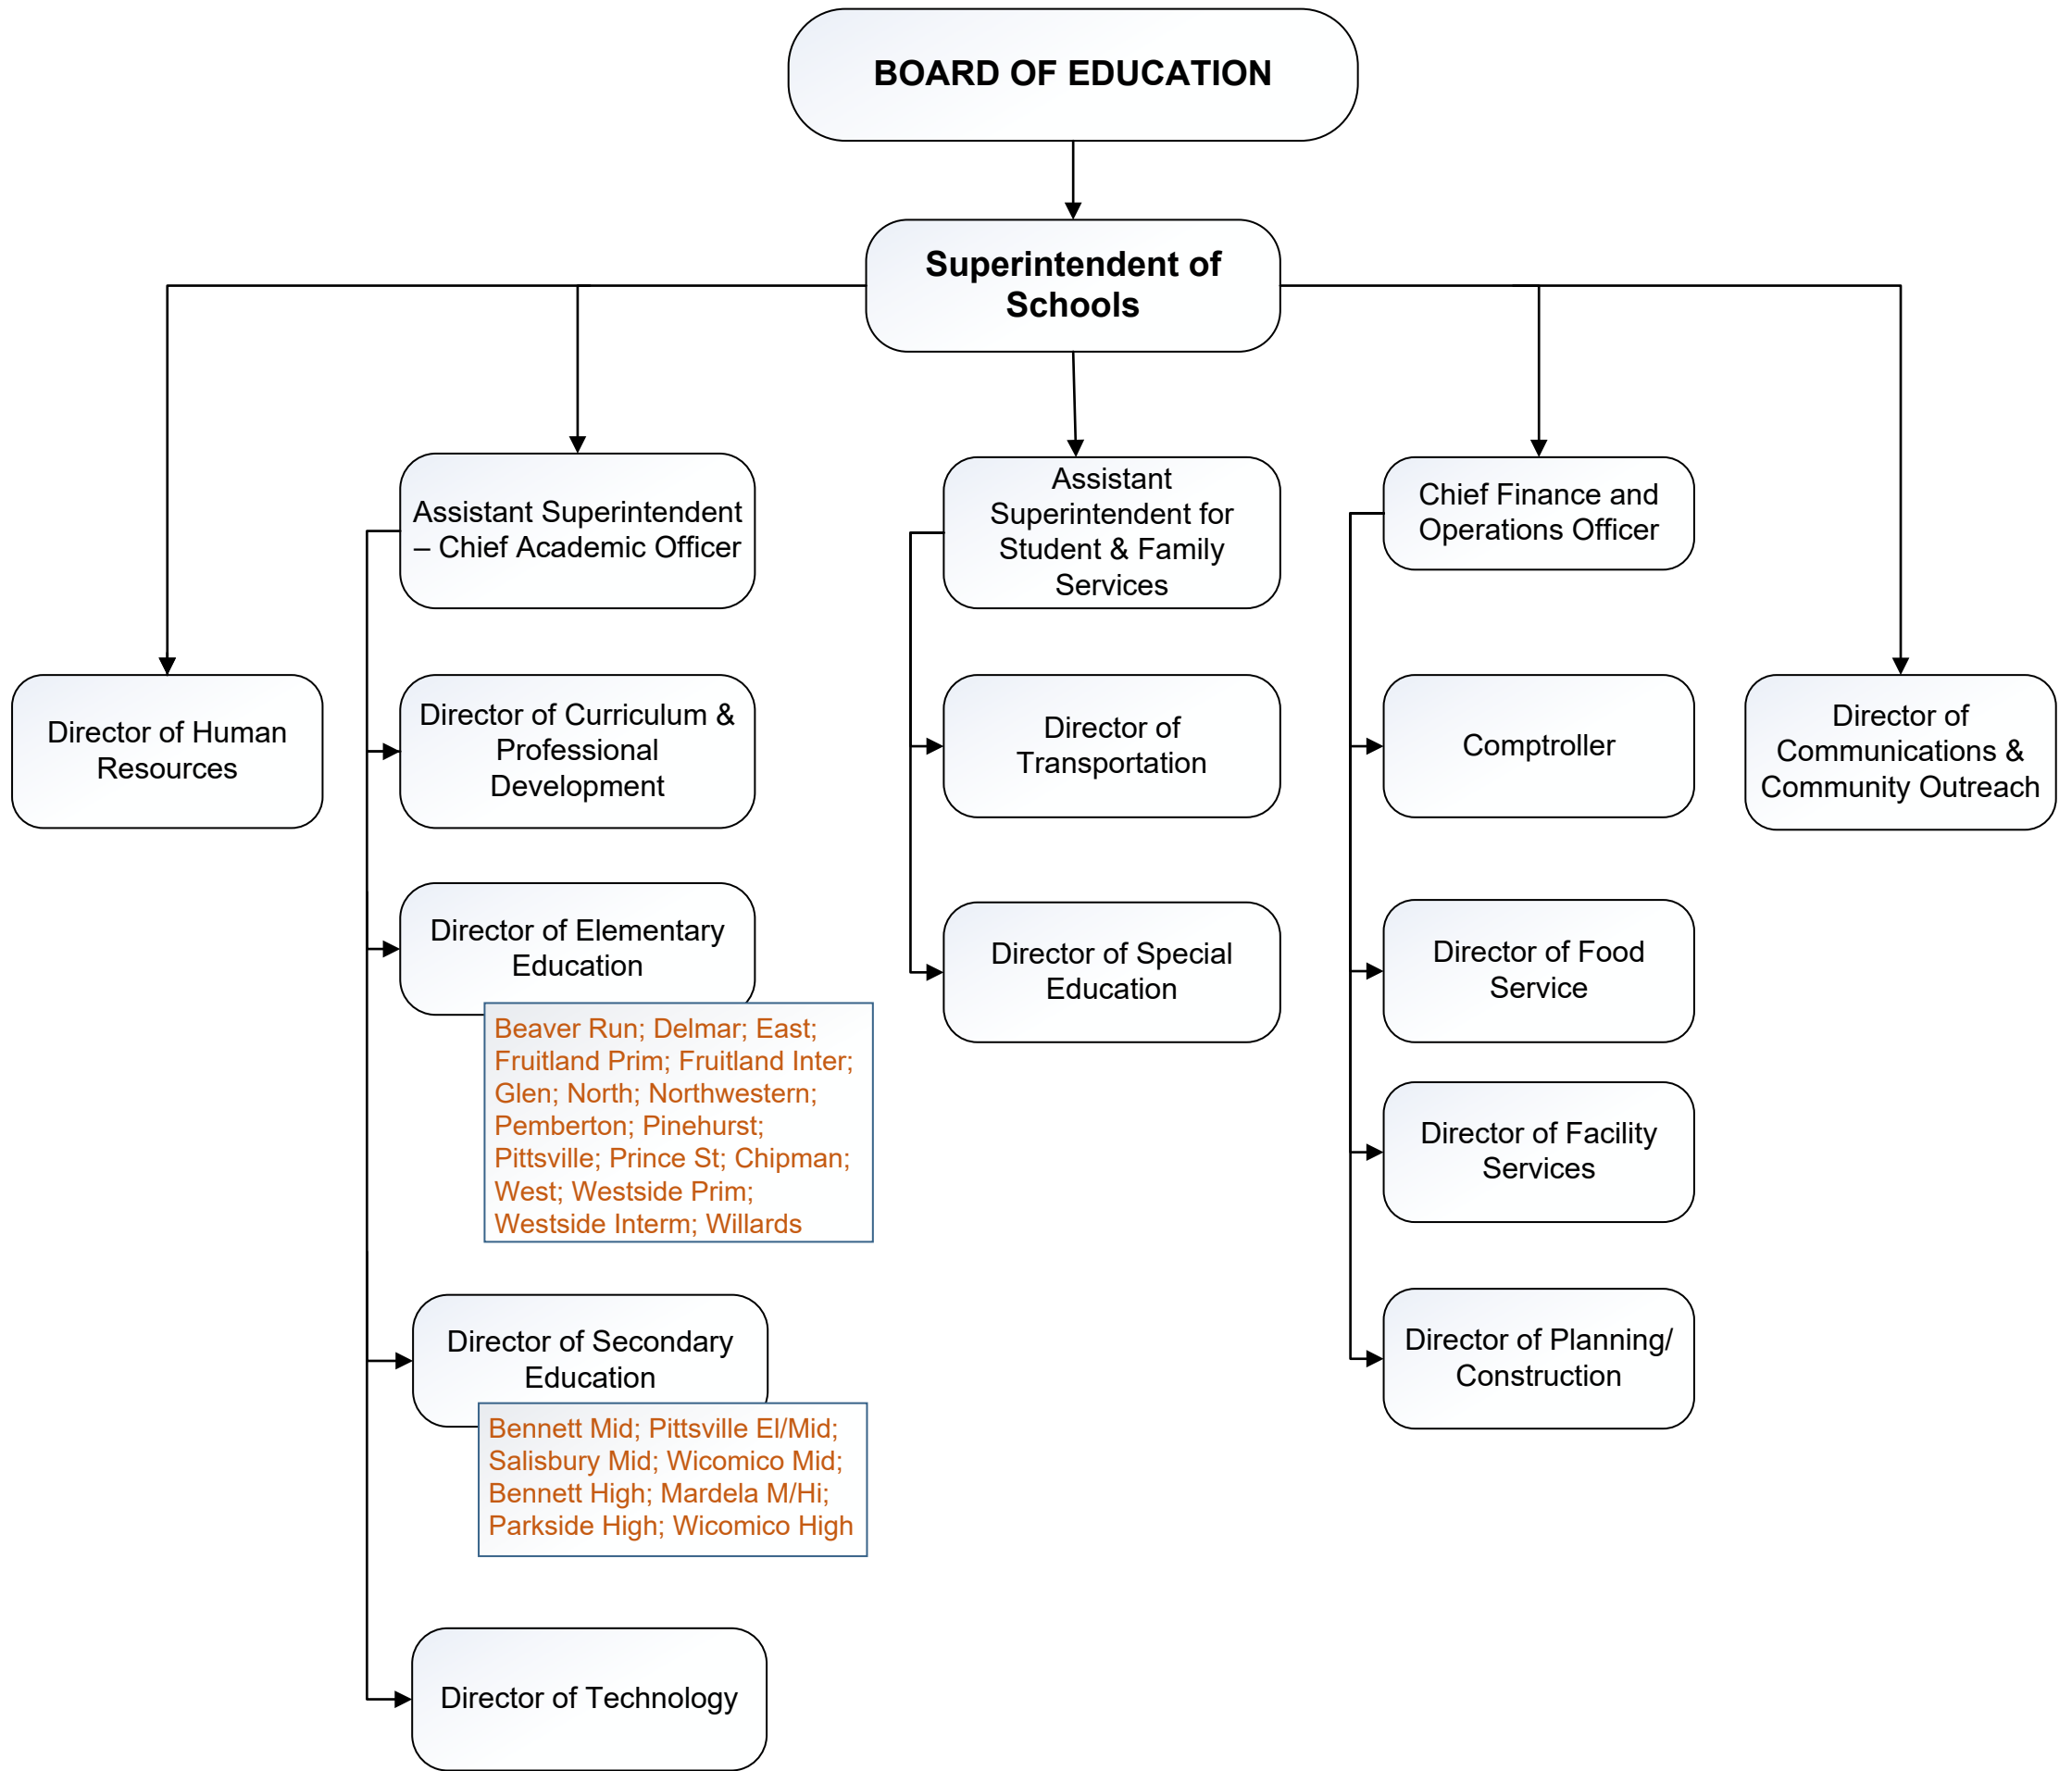 BOARD OF EDUCATION
Superintendent of
Schools
Assistant Superintendent
– Chief Academic Officer
Assistant
Superintendent for
Student & Family
Services
Chief Finance and
Operations Officer
Director of Human
Resources
Director of Curriculum &
Professional
Development
Director of
Transportation
Comptroller
Director of
Communications &
Community Outreach
Director of Elementary
Education
Beaver Run; Delmar; East;
Fruitland Prim; Fruitland Inter;
Glen; North; Northwestern;
Pemberton; Pinehurst;
Pittsville; Prince St; Chipman;
West; Westside Prim;
Westside Interm; Willards
Director of Special
Education
Director of Food
Service
Director of Facility
Services
Director of Secondary
Education
Bennett Mid; Pittsville El/Mid;
Salisbury Mid; Wicomico Mid;
Bennett High; Mardela M/Hi;
Parkside High; Wicomico High
Director of Planning/
Construction
Director of Technology